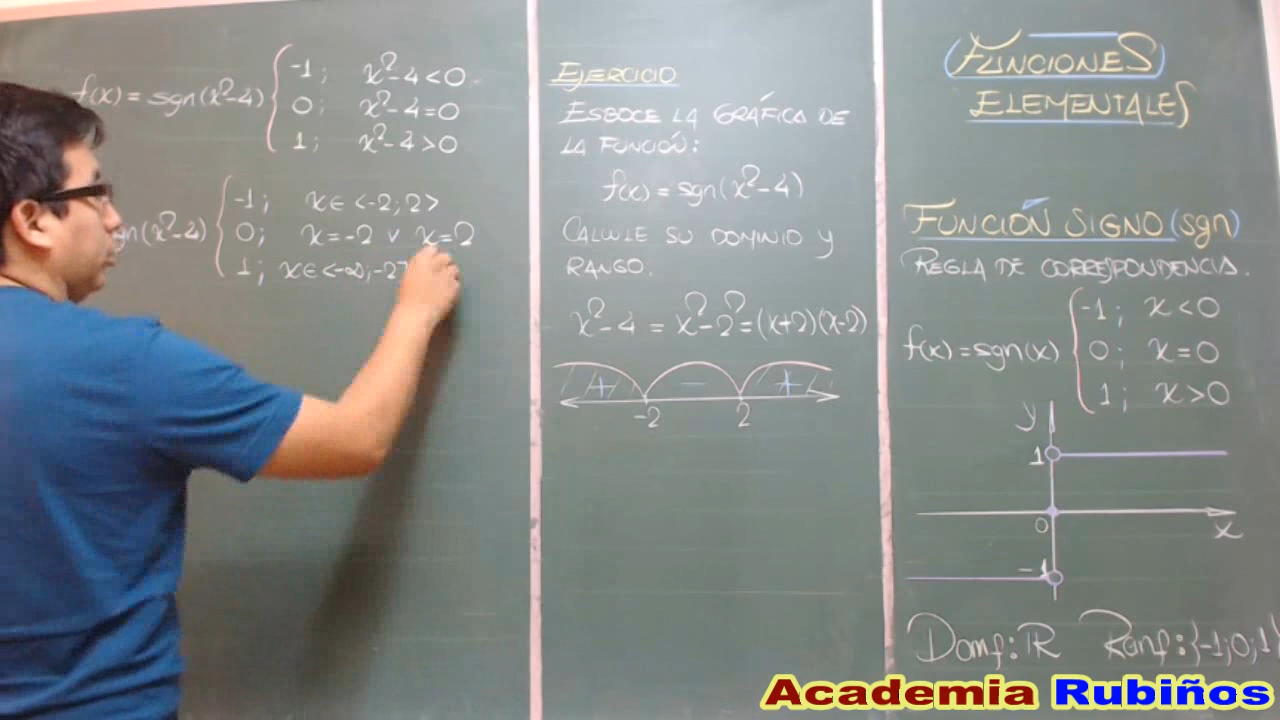 f(x) = sgn(x²-4) { -1 ; x²-4 < 0
0 ; x²-4 = 0
1 ; x²-4 > 0
sgn(x²-4) { -1 ; x ∈ <-2; 2>
0 ; x = -2 ∨ x = 2
1 ; x ∈ <-∞; -2>
EJERCICIO
ESBOCE LA GRÁFICA DE
LA FUNCIÓN:
f(x) = sgn(x²-4)
CALCULE SU DOMINIO Y
RANGO.
x²-4 = x²-2² = (x+2)(x-2)
+ - +
-2 2
(FUNCIONES)
ELEMENTALES
FUNCIÓN SIGNO (sgn)
REGLA DE CORRESPONDENCIA.
f(x) = sgn(x) { -1 ; x < 0
0 ; x = 0
1 ; x > 0
y
1
0
x
-1
Domf: ℝ Ranf: {-1; 0; 1}
Academia Rubiños